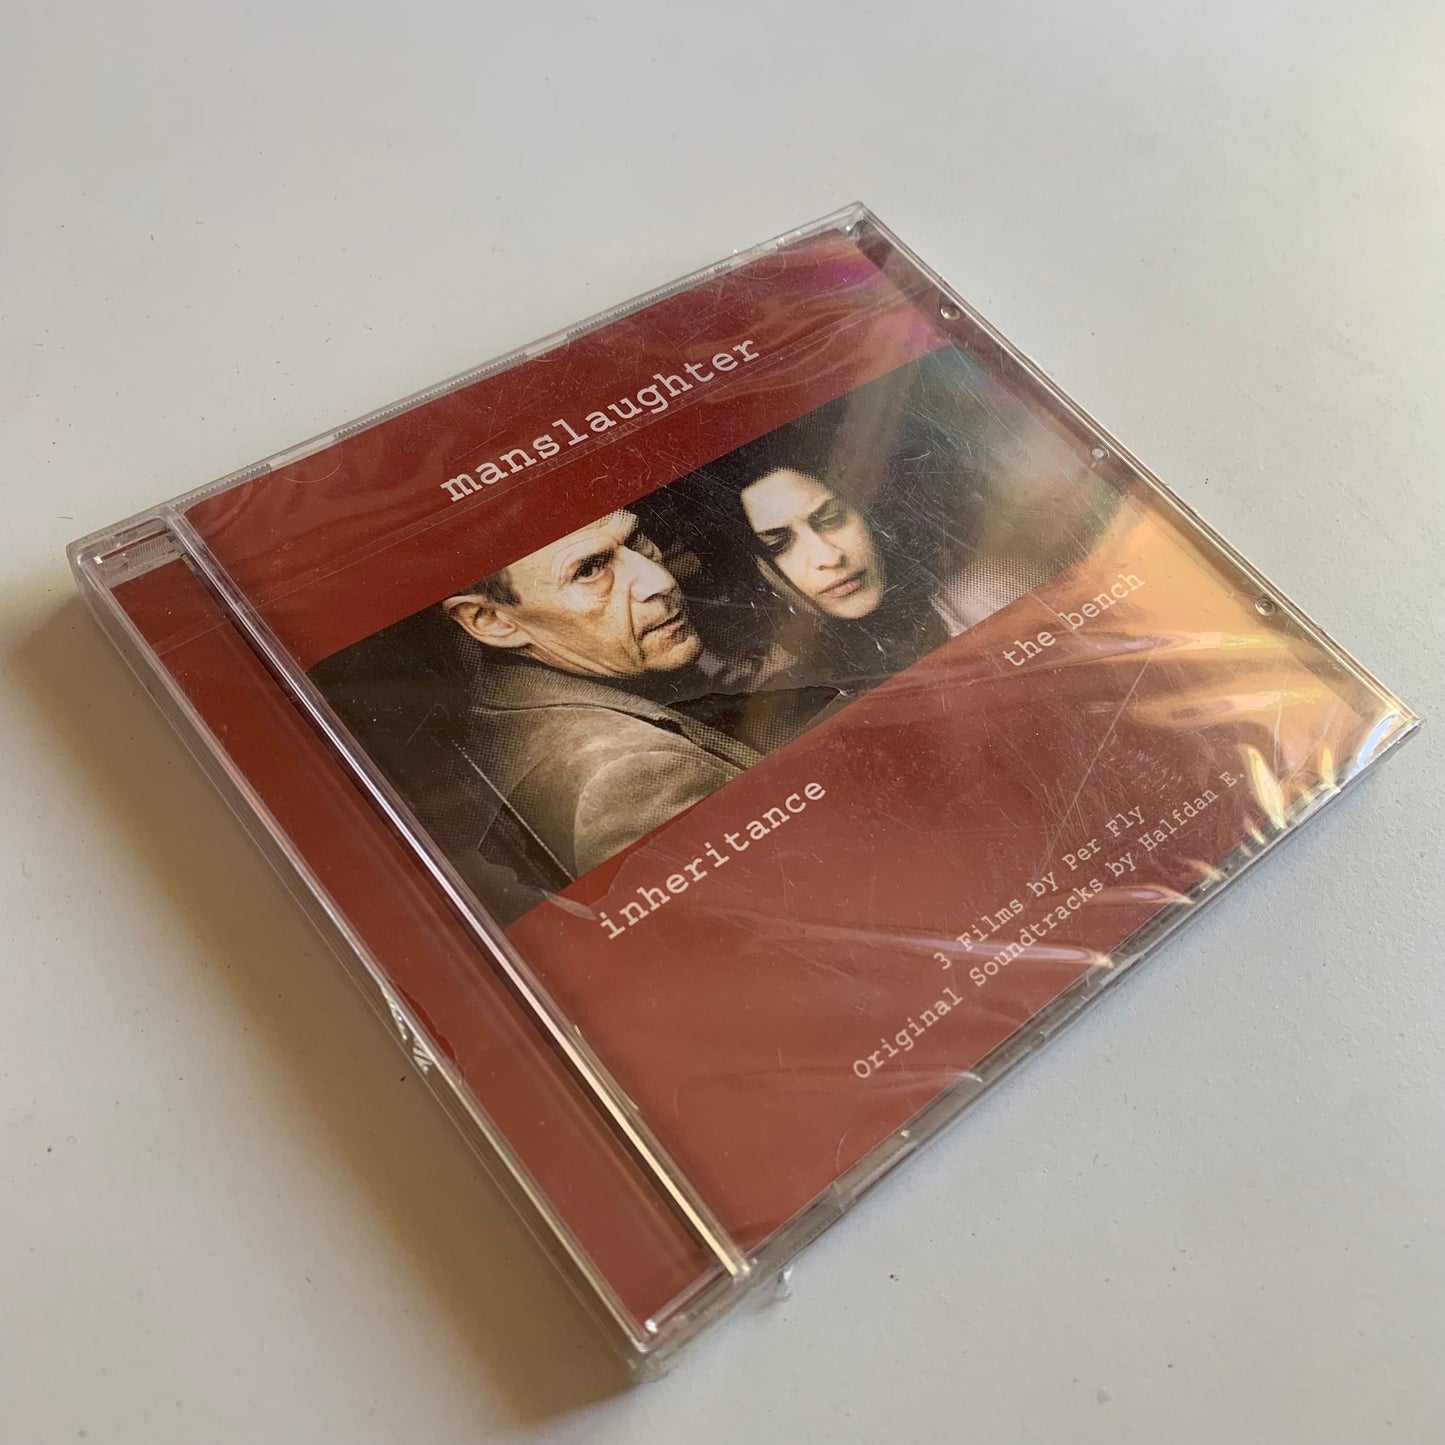 manslaughter
inheritance
the bench
3 Films by Per Fly
Original Soundtracks by Halfdan E.